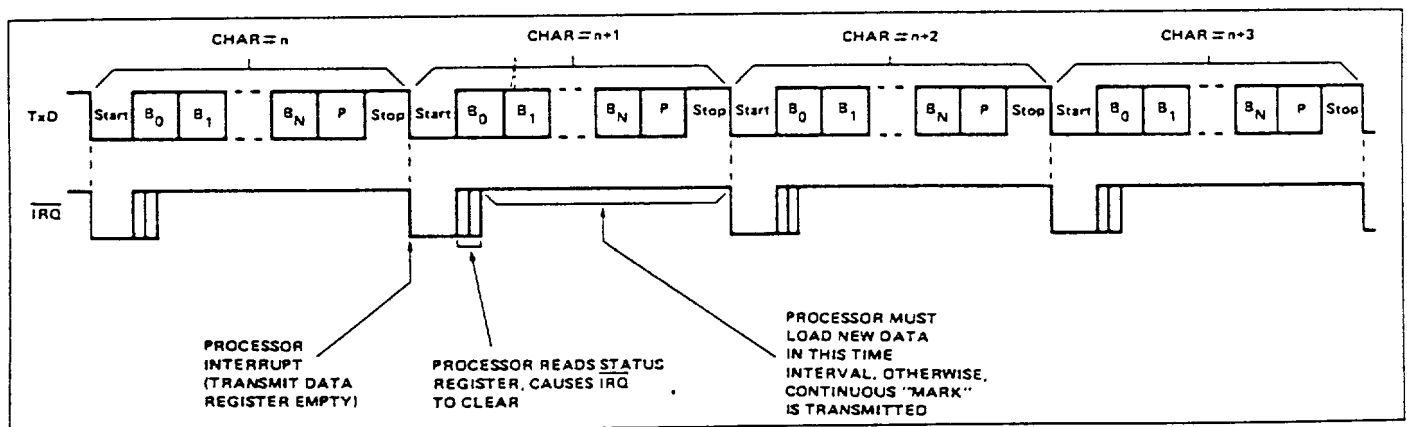 CHAR = n CHAR = n+1 CHAR = n+2 CHAR = n+3
TxD Start B0 B1 BN P Stop Start B0 B1 BN P Stop Start B0 B1 BN P Stop Start B0 B1 BN P Stop
IRQ
PROCESSOR
INTERRUPT
(TRANSMIT DATA
REGISTER EMPTY)
PROCESSOR READS STATUS
REGISTER, CAUSES IRQ
TO CLEAR
PROCESSOR MUST
LOAD NEW DATA
IN THIS TIME
INTERVAL, OTHERWISE,
CONTINUOUS "MARK"
IS TRANSMITTED